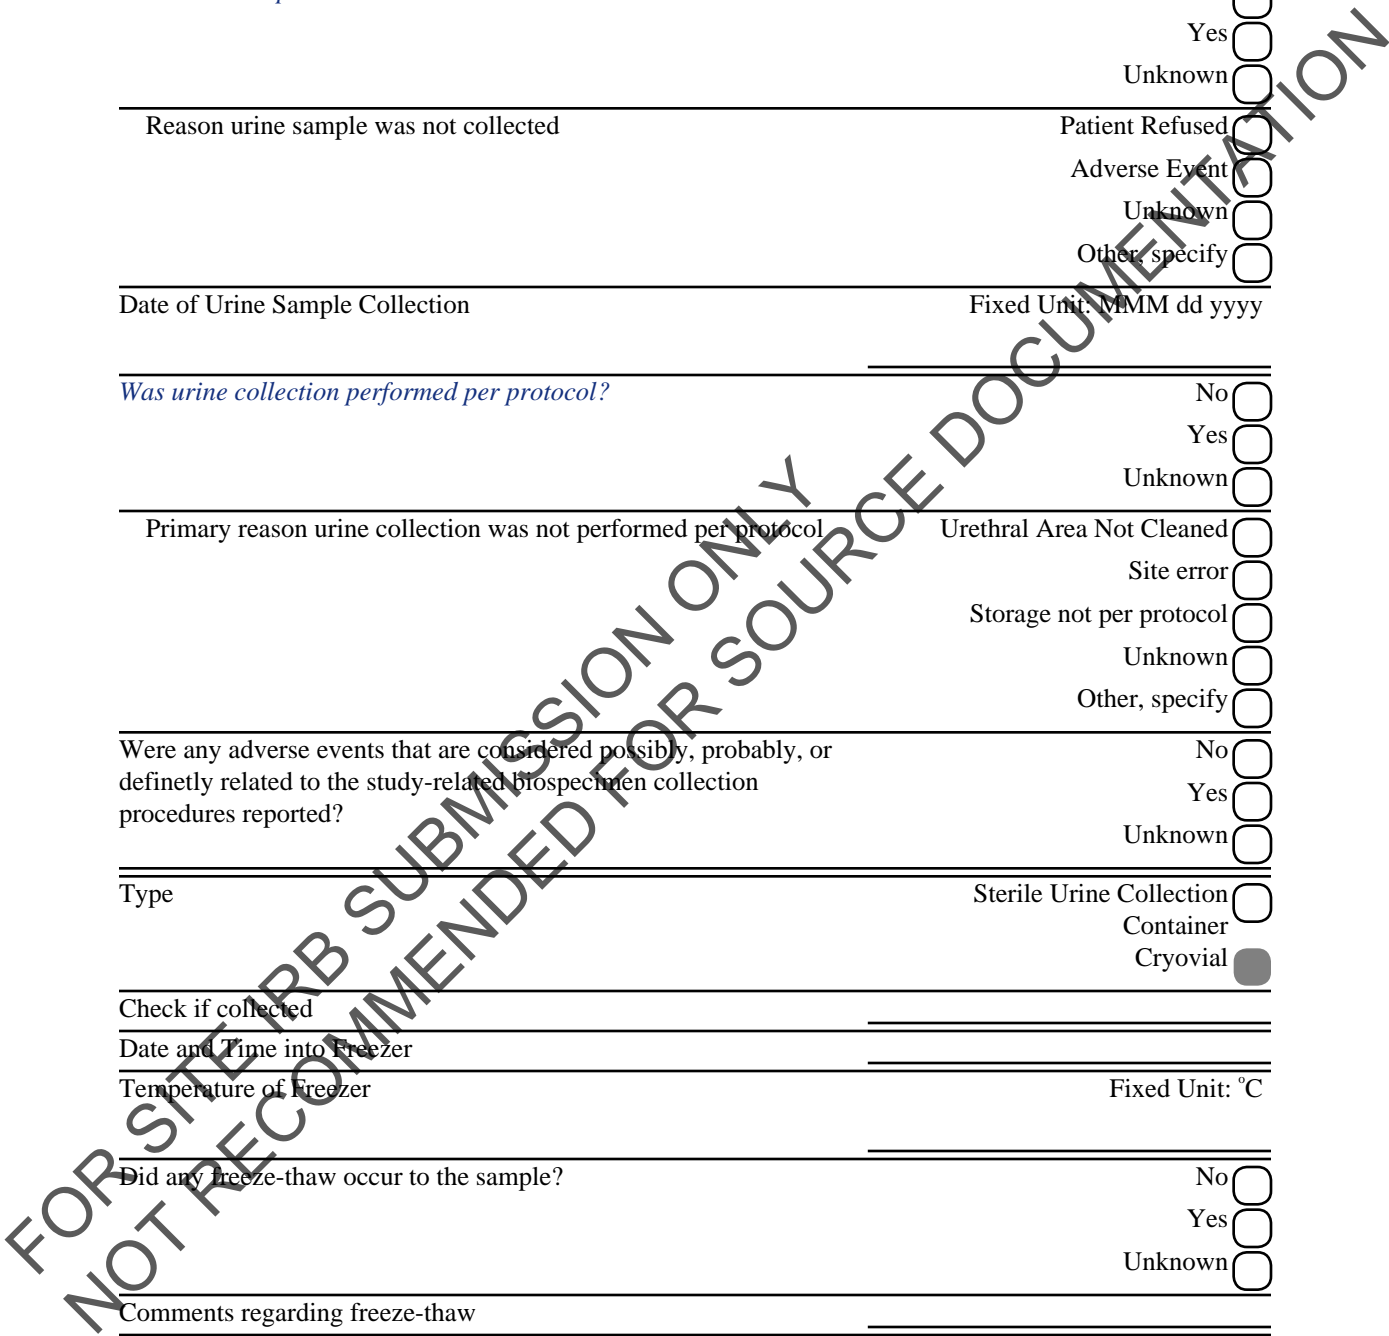 Yes
Unknown
Reason urine sample was not collected Patient Refused
Adverse Event
Unknown
Other, specify
Date of Urine Sample Collection Fixed Unit: MMM dd yyyy
Was urine collection performed per protocol? No
Yes
Unknown
Primary reason urine collection was not performed per protocol Urethral Area Not Cleaned
Site error
Storage not per protocol
Unknown
Other, specify
Were any adverse events that are considered possibly, probably, or No
definetly related to the study-related biospecimen collection Yes
procedures reported?
Unknown
Type Sterile Urine Collection
Container
Cryovial
Check if collected
Date and Time into Freezer
Temperature of Freezer Fixed Unit: °C
Did any freeze-thaw occur to the sample? No
Yes
Unknown
Comments regarding freeze-thaw
FOR SITE IRB SUBMISSION ONLY
NOT RECOMMENDED FOR SOURCE DOCUMENTATION